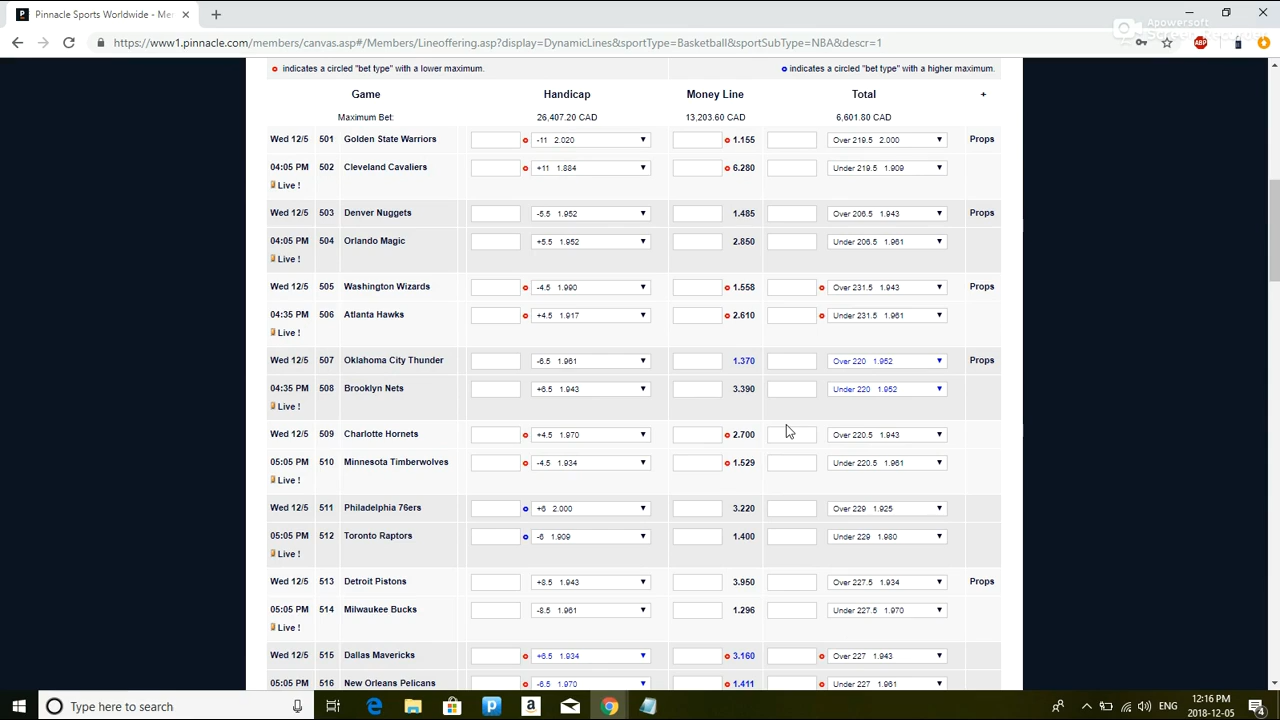 Pinnacle Sports Worldwide - Me
https://www1.pinnacle.com/members/canvas.asp#/Members/Lineoffering.asp?display=DynamicLines&sportType=Basketball&sportSubType=NBA&descr=1
Apowersoft
Screen Recorder
ABP
indicates a circled "bet type" with a lower maximum. indicates a circled "bet type" with a higher maximum.
Game Handicap Money Line Total +
Maximum Bet: 26,407.20 CAD 13,203.60 CAD 6,601.80 CAD
Wed 12/5 501 Golden State Warriors -11 2.020 1.155 Over 219.5 2.000 Props
04:05 PM 502 Cleveland Cavaliers +11 1.884 6.280 Under 219.5 1.909
Live !
Wed 12/5 503 Denver Nuggets -5.5 1.952 1.485 Over 206.5 1.943 Props
04:05 PM 504 Orlando Magic +5.5 1.952 2.850 Under 206.5 1.961
Live !
Wed 12/5 505 Washington Wizards -4.5 1.990 1.558 Over 231.5 1.943 Props
04:35 PM 506 Atlanta Hawks +4.5 1.917 2.610 Under 231.5 1.961
Live !
Wed 12/5 507 Oklahoma City Thunder -6.5 1.961 1.370 Over 220 1.952 Props
04:35 PM 508 Brooklyn Nets +6.5 1.943 3.390 Under 220 1.952
Live !
Wed 12/5 509 Charlotte Hornets +4.5 1.970 2.700 Over 220.5 1.943
05:05 PM 510 Minnesota Timberwolves -4.5 1.934 1.529 Under 220.5 1.961
Live !
Wed 12/5 511 Philadelphia 76ers +6 2.000 3.220 Over 229 1.925
05:05 PM 512 Toronto Raptors -6 1.909 1.400 Under 229 1.980
Live !
Wed 12/5 513 Detroit Pistons +8.5 1.943 3.950 Over 227.5 1.934 Props
05:05 PM 514 Milwaukee Bucks -8.5 1.961 1.296 Under 227.5 1.970
Live !
Wed 12/5 515 Dallas Mavericks +6.5 1.934 3.160 Over 227 1.943
05:05 PM 516 New Orleans Pelicans -6.5 1.970 1.411 Under 227 1.961
Type here to search
ENG
12:16 PM
2018-12-05
4